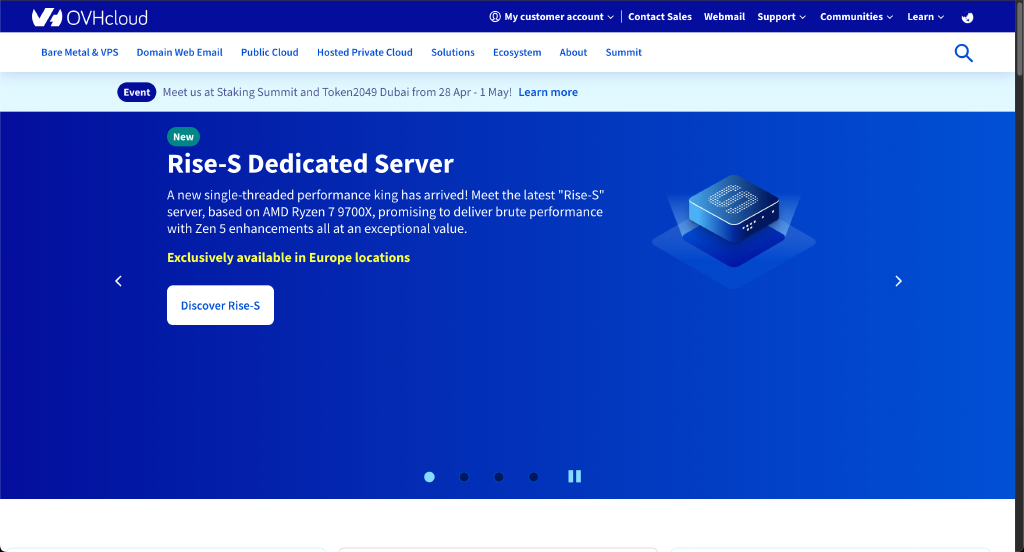 OVHcloud
My customer account
Contact Sales
Webmail
Support
Communities
Learn
Bare Metal & VPS
Domain Web Email
Public Cloud
Hosted Private Cloud
Solutions
Ecosystem
About
Summit
Event
Meet us at Staking Summit and Token2049 Dubai from 28 Apr - 1 May! Learn more
New
Rise-S Dedicated Server
A new single-threaded performance king has arrived! Meet the latest "Rise-S"
server, based on AMD Ryzen 7 9700X, promising to deliver brute performance
with Zen 5 enhancements all at an exceptional value.
Exclusively available in Europe locations
Discover Rise-S